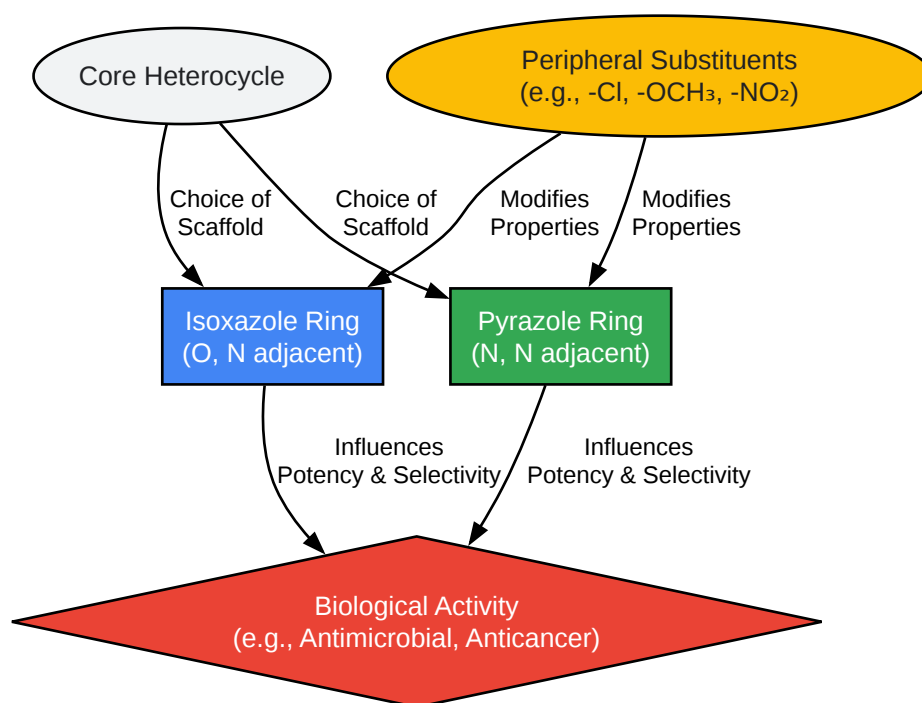 Core Heterocycle
Peripheral Substituents
(e.g., -Cl, -OCH₃, -NO₂)
Choice of
Scaffold
Choice of
Scaffold
Modifies
Properties
Modifies
Properties
Isoxazole Ring
(O, N adjacent)
Pyrazole Ring
(N, N adjacent)
Influences
Potency & Selectivity
Influences
Potency & Selectivity
Biological Activity
(e.g., Antimicrobial, Anticancer)